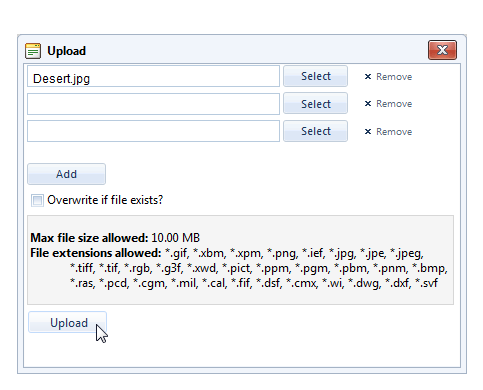 Upload
Desert.jpg Select × Remove
Select × Remove
Select × Remove
Add
Overwrite if file exists?
Max file size allowed: 10.00 MB
File extensions allowed: *.gif, *.xbm, *.xpm, *.png, *.ief, *.jpg, *.jpe, *.jpeg,
*.tiff, *.tif, *.rgb, *.g3f, *.xwd, *.pict, *.ppm, *.pgm, *.pbm, *.pnm, *.bmp,
*.ras, *.pcd, *.cgm, *.mil, *.cal, *.fif, *.dsf, *.cmx, *.wi, *.dwg, *.dxf, *.svf
Upload